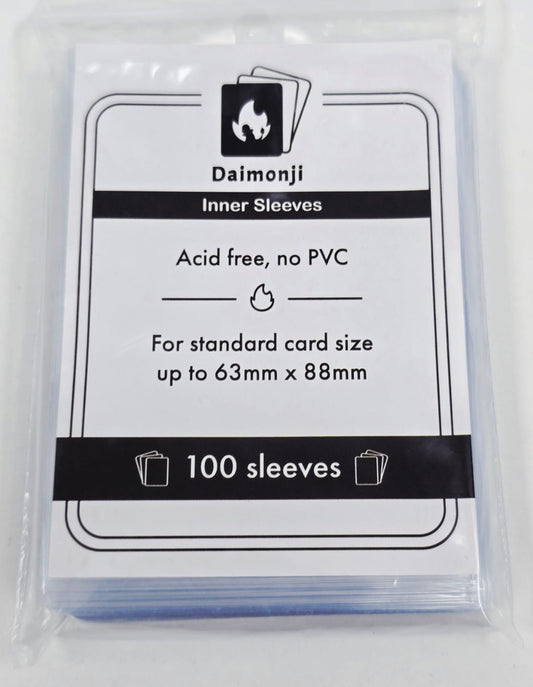 Daimonji
Inner Sleeves
Acid free, no PVC
For standard card size
up to 63mm x 88mm
100 sleeves